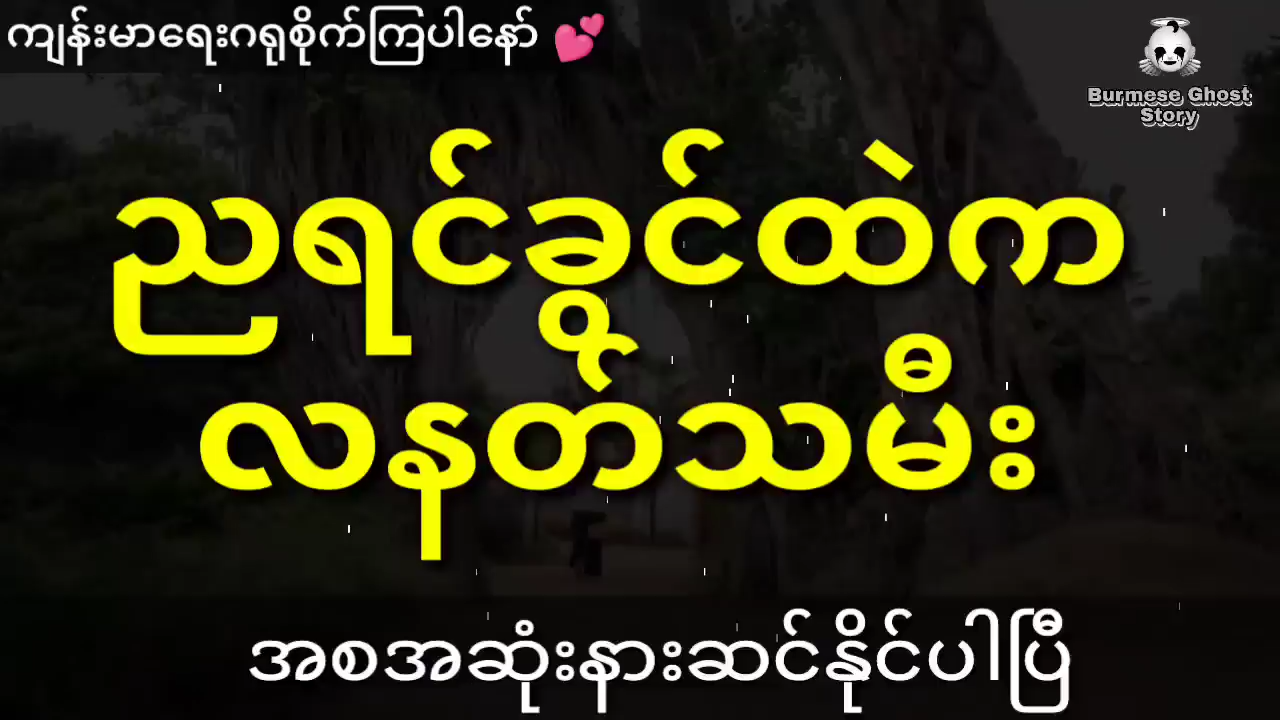 ကျန်းမာရေးဂရုစိုက်ကြပါနော် 💕
Burmese Ghost
Story
ညရင်ခွင်ထဲက
လနတ်သမီး
အစအဆုံးနားဆင်နိုင်ပါပြီ